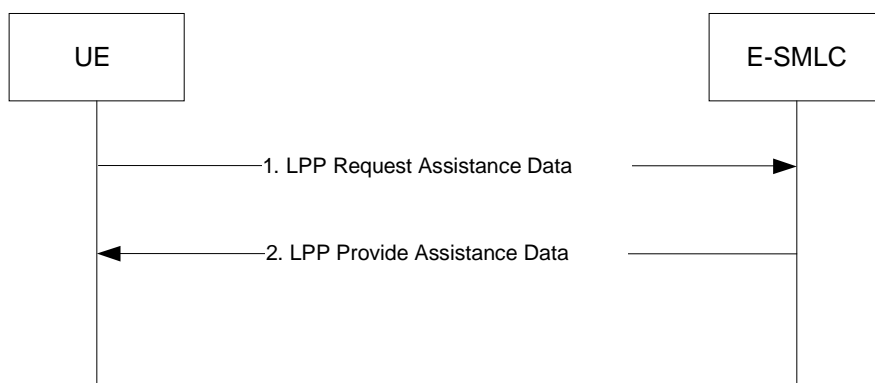 UE
E-SMLC
1. LPP Request Assistance Data
2. LPP Provide Assistance Data